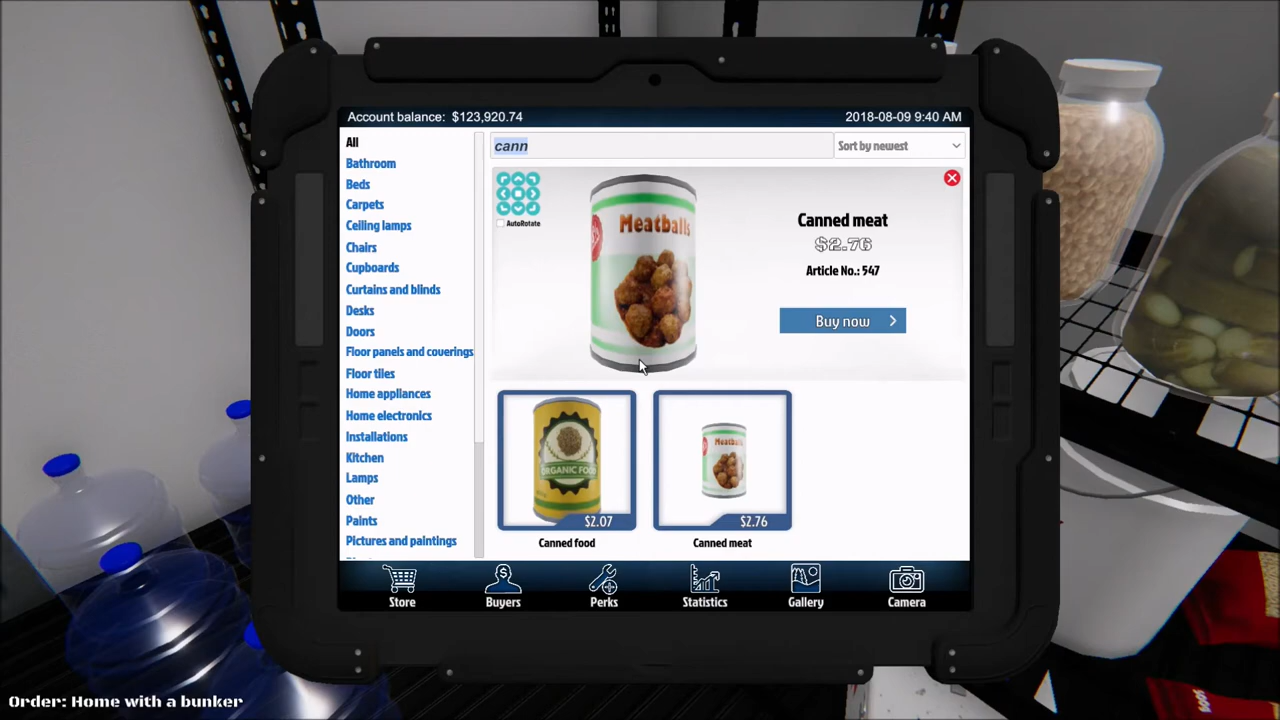 Account balance: $123,920.74
2018-08-09 9:40 AM
All
Bathroom
Beds
Carpets
Ceiling lamps
Chairs
Cupboards
Curtains and blinds
Desks
Doors
Floor panels and coverings
Floor tiles
Home appliances
Home electronics
Installations
Kitchen
Lamps
Other
Paints
Pictures and paintings
cann
Sort by newest
AutoRotate
Meatballs
Canned meat
$2.76
Article No.: 547
Buy now
ORGANIC FOOD
$2.07
Canned food
Meatballs
$2.76
Canned meat
Store
Buyers
Perks
Statistics
Gallery
Camera
Order: Home with a bunker